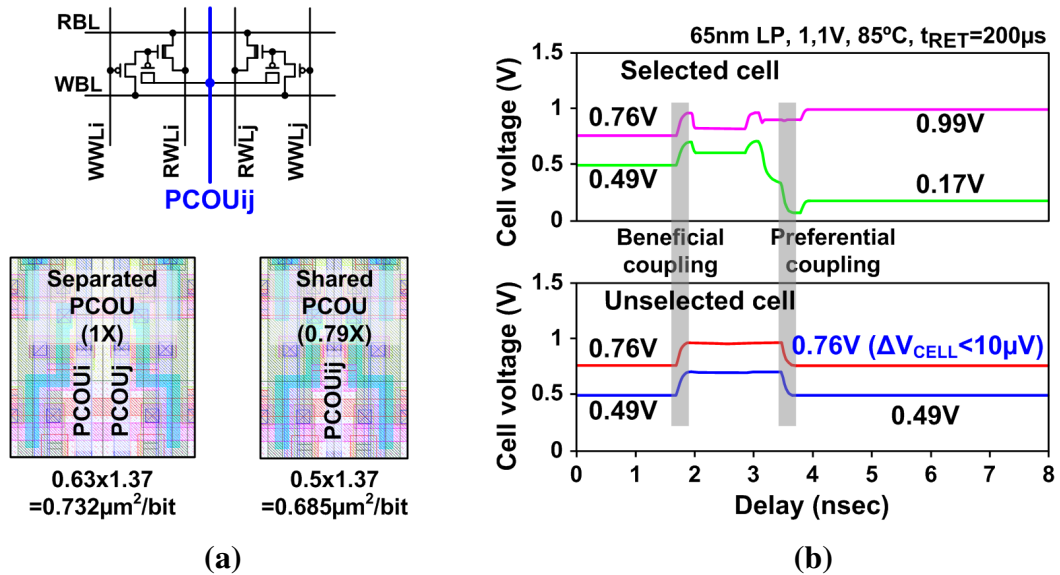 RBL
WBL
WWLi
RWLi
RWLj
WWLj
PCOUij
Separated
PCOU
(1X)
PCOUi
PCOUj
0.63x1.37
=0.732µm²/bit
Shared
PCOU
(0.79X)
PCOUij
0.5x1.37
=0.685µm²/bit
(a)
65nm LP, 1,1V, 85ºC, tRET=200µs
Cell voltage (V)
1.5
1
0.5
0
Selected cell
0.76V
0.49V
0.99V
0.17V
Beneficial
coupling
Preferential
coupling
Cell voltage (V)
1.5
1
0.5
0
Unselected cell
0.76V
0.76V (ΔVCELL<10µV)
0.49V
0.49V
0 1 2 3 4 5 6 7 8
Delay (nsec)
(b)